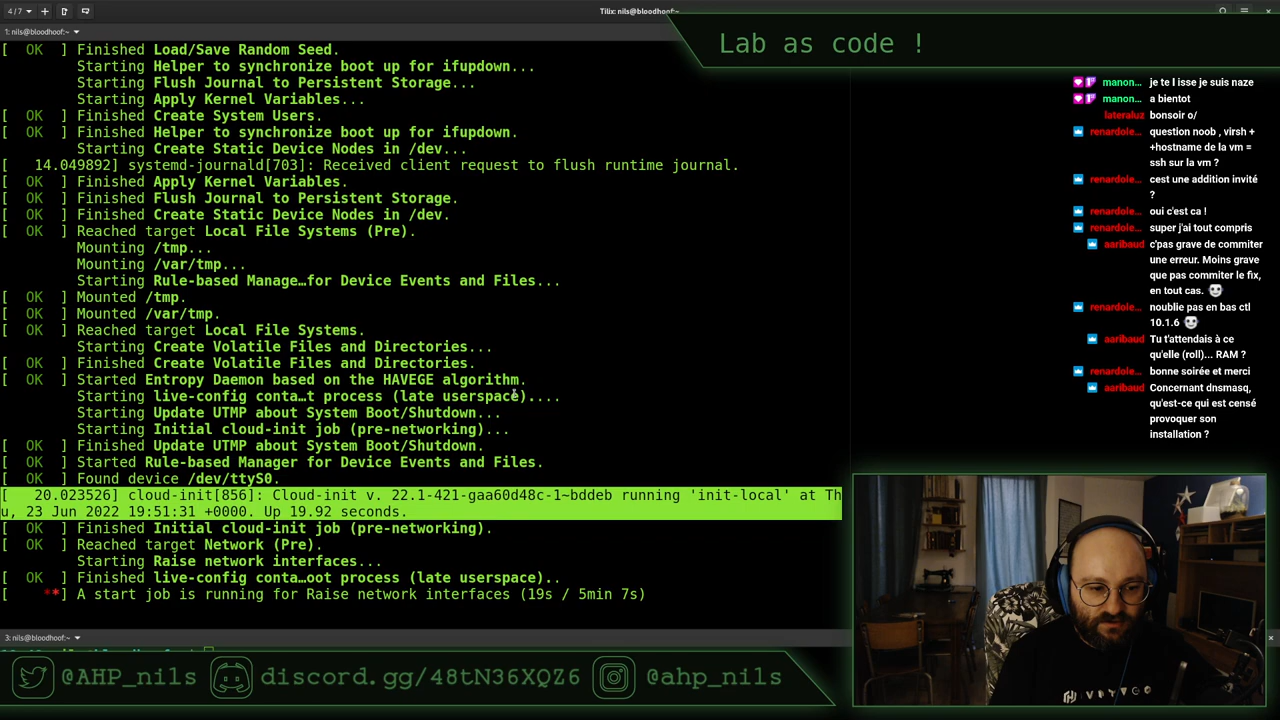 4 / 7
Tilix: nils@bloodhoof:~
1: nils@bloodhoof:~
Lab as code !
[  OK  ] Finished Load/Save Random Seed.
Starting Helper to synchronize boot up for ifupdown...
Starting Flush Journal to Persistent Storage...
Starting Apply Kernel Variables...
[  OK  ] Finished Create System Users.
[  OK  ] Finished Helper to synchronize boot up for ifupdown.
Starting Create Static Device Nodes in /dev...
[   14.049892] systemd-journald[703]: Received client request to flush runtime journal.
[  OK  ] Finished Apply Kernel Variables.
[  OK  ] Finished Flush Journal to Persistent Storage.
[  OK  ] Finished Create Static Device Nodes in /dev.
[  OK  ] Reached target Local File Systems (Pre).
Mounting /tmp...
Mounting /var/tmp...
Starting Rule-based Manage…for Device Events and Files...
[  OK  ] Mounted /tmp.
[  OK  ] Mounted /var/tmp.
[  OK  ] Reached target Local File Systems.
Starting Create Volatile Files and Directories...
[  OK  ] Finished Create Volatile Files and Directories.
[  OK  ] Started Entropy Daemon based on the HAVEGE algorithm.
Starting live-config conta…t process (late userspace)....
Starting Update UTMP about System Boot/Shutdown...
Starting Initial cloud-init job (pre-networking)...
[  OK  ] Finished Update UTMP about System Boot/Shutdown.
[  OK  ] Started Rule-based Manager for Device Events and Files.
[  OK  ] Found device /dev/ttyS0.
[   20.023526] cloud-init[856]: Cloud-init v. 22.1-421-gaa60d48c-1~bddeb running 'init-local' at Th
u, 23 Jun 2022 19:51:31 +0000. Up 19.92 seconds.
[  OK  ] Finished Initial cloud-init job (pre-networking).
[  OK  ] Reached target Network (Pre).
Starting Raise network interfaces...
[  OK  ] Finished live-config conta…oot process (late userspace)..
[    **] A start job is running for Raise network interfaces (19s / 5min 7s)
3: nils@bloodhoof:~
manon… je te l isse je suis naze
manon… a bientot
lateraluz bonsoir o/
renardole… question noob , virsh +
+hostname de la vm =
ssh sur la vm ?
renardole… cest une addition invité
?
renardole… oui c'est ca !
renardole… super j'ai tout compris
aaribaud c'pas grave de commiter
une erreur. Moins grave
que pas commiter le fix,
en tout cas.
renardole… noublie pas en bas ctl
10.1.6
aaribaud Tu t'attendais à ce
qu'elle (roll)... RAM ?
renardole… bonne soirée et merci
aaribaud Concernant dnsmasq,
qu'est-ce qui est censé
provoquer son
installation ?
@AHP_nils
discord.gg/48tN36XQZ6
@ahp_nils